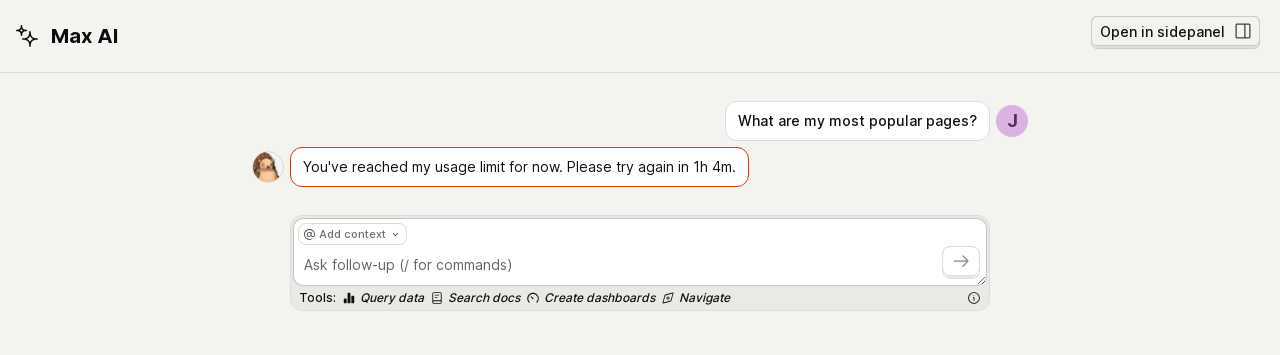 Max AI
Open in sidepanel
What are my most popular pages?
J
You've reached my usage limit for now. Please try again in 1h 4m.
@ Add context
Ask follow-up (/ for commands)
Tools: Query data Search docs Create dashboards Navigate